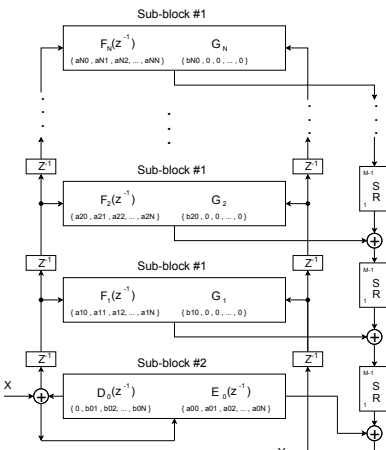 Sub-block #1
F_N(z^-1) G_N
{ aN0 , aN1 , aN2, ... , aNN } { bN0, 0, 0, ... , 0 }
Z^-1 Z^-1
Sub-block #1
M-1
S
R
1
F_2(z^-1) G_2
{ a20 , a21 , a22, ... , a2N } { b20, 0, 0, ... , 0 }
Z^-1 Z^-1
Sub-block #1
M-1
S
R
1
F_1(z^-1) G_1
{ a10 , a11 , a12, ... , a1N } { b10, 0, 0, ... , 0 }
Z^-1 Z^-1
Sub-block #2
M-1
S
R
1
X
D_0(z^-1) E_0(z^-1)
{ 0, b01 , b02, ... , b0N } { a00, a01 , a02, ... , a0N }